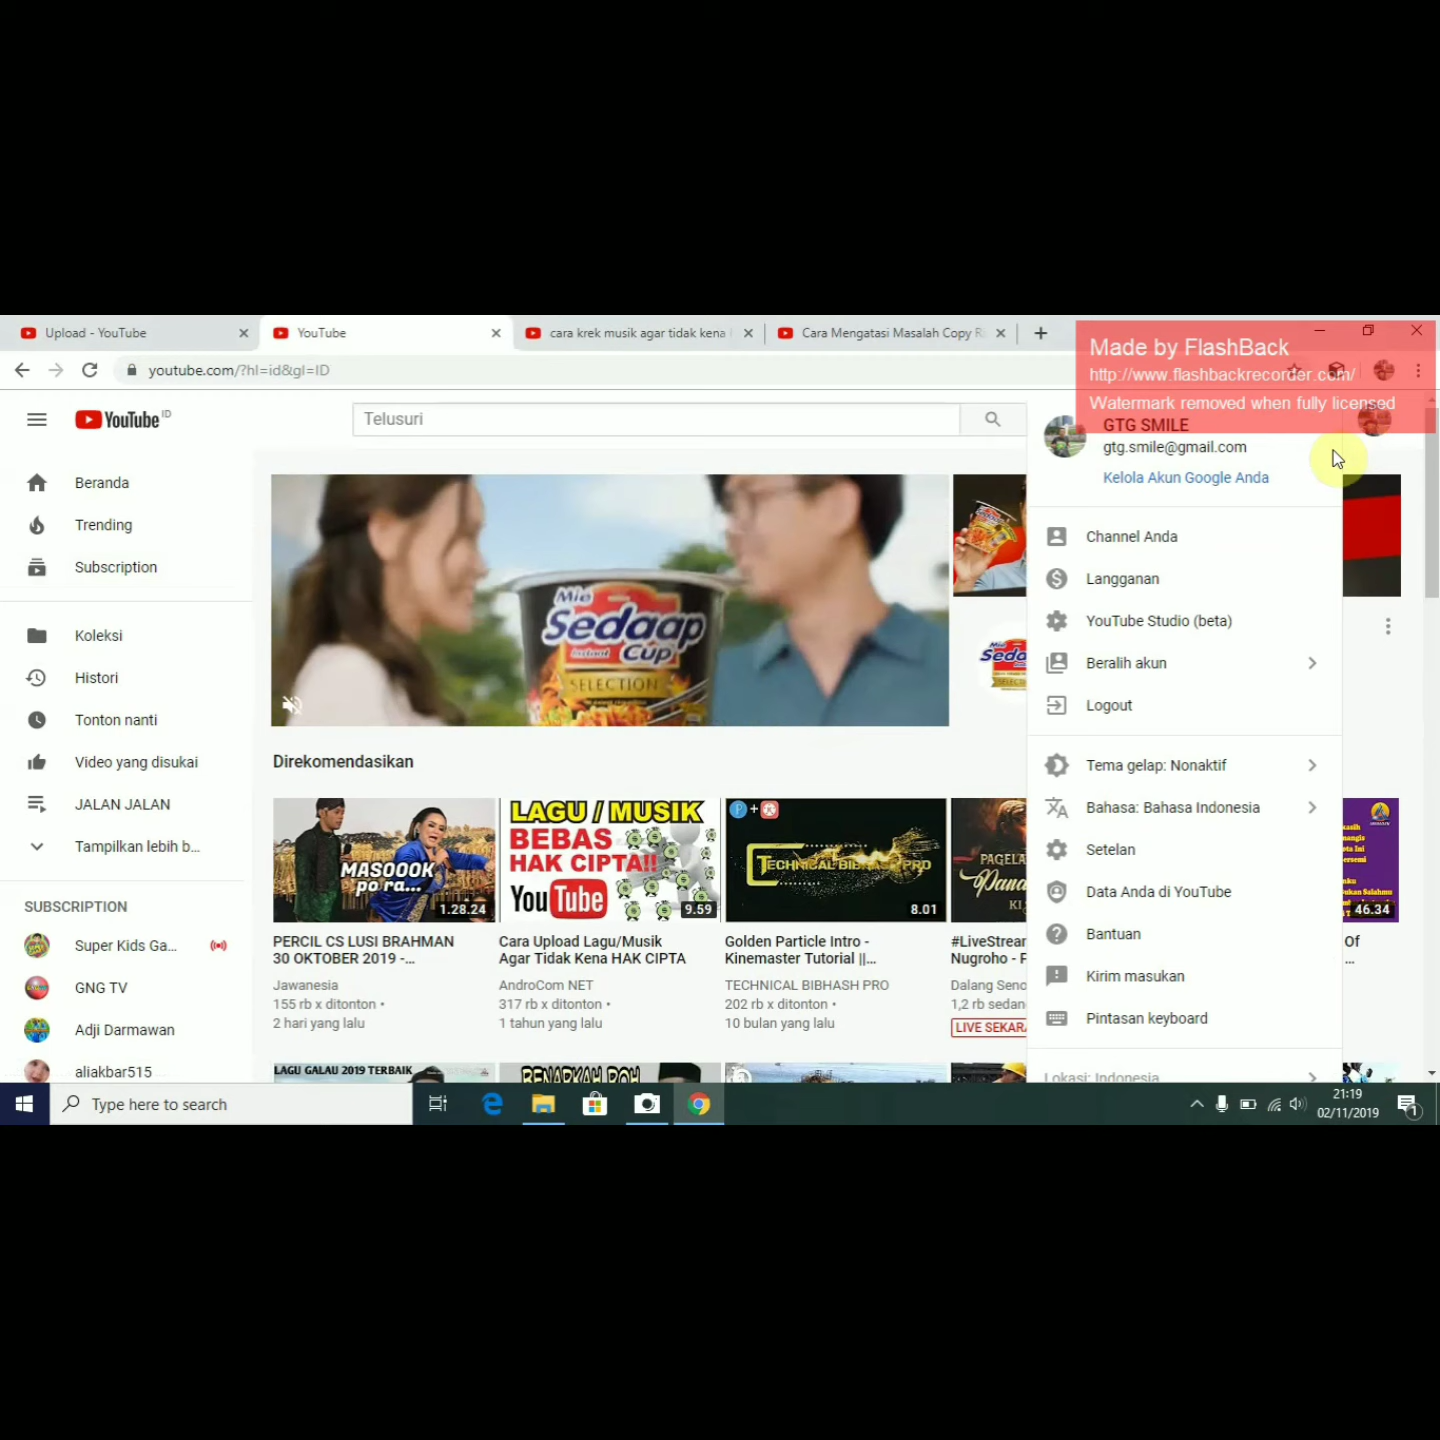 Upload - YouTube
YouTube
cara krek musik agar tidak kena
Cara Mengatasi Masalah Copy R
Made by FlashBack
http://www.flashbackrecorder.com/
Watermark removed when fully licensed
youtube.com/?hl=id&gl=ID
YouTube ID
Telusuri
GTG SMILE
gtg.smile@gmail.com
Kelola Akun Google Anda
Beranda
Trending
Subscription
Koleksi
Histori
Tonton nanti
Video yang disukai
JALAN JALAN
Tampilkan lebih b...
SUBSCRIPTION
Super Kids Ga...
GNG TV
Adji Darmawan
aliakbar515
Mie
Sedaap
Instant Cup
SELECTION
Channel Anda
Langganan
YouTube Studio (beta)
Beralih akun
Logout
Tema gelap: Nonaktif
Bahasa: Bahasa Indonesia
Setelan
Data Anda di YouTube
Bantuan
Kirim masukan
Pintasan keyboard
Lokasi: Indonesia
Direkomendasikan
MASOOOK
po ra...
1.28.24
PERCIL CS LUSI BRAHMAN
30 OKTOBER 2019 -...
Jawanesia
155 rb x ditonton •
2 hari yang lalu
LAGU / MUSIK
BEBAS
HAK CIPTA!!
YouTube
9.59
Cara Upload Lagu/Musik
Agar Tidak Kena HAK CIPTA
AndroCom NET
317 rb x ditonton •
1 tahun yang lalu
TECHNICAL BIBHASH PRO
8.01
Golden Particle Intro -
Kinemaster Tutorial ||...
TECHNICAL BIBHASH PRO
202 rb x ditonton •
10 bulan yang lalu
PAGELA
Pand
KI
#LiveStrean
Nugroho - P
Dalang Seno
1,2 rb sedan
LIVE SEKARA
46.34
Of
...
LAGU GALAU 2019 TERBAIK
BENARKAH ROH
Type here to search
21:19
02/11/2019
1